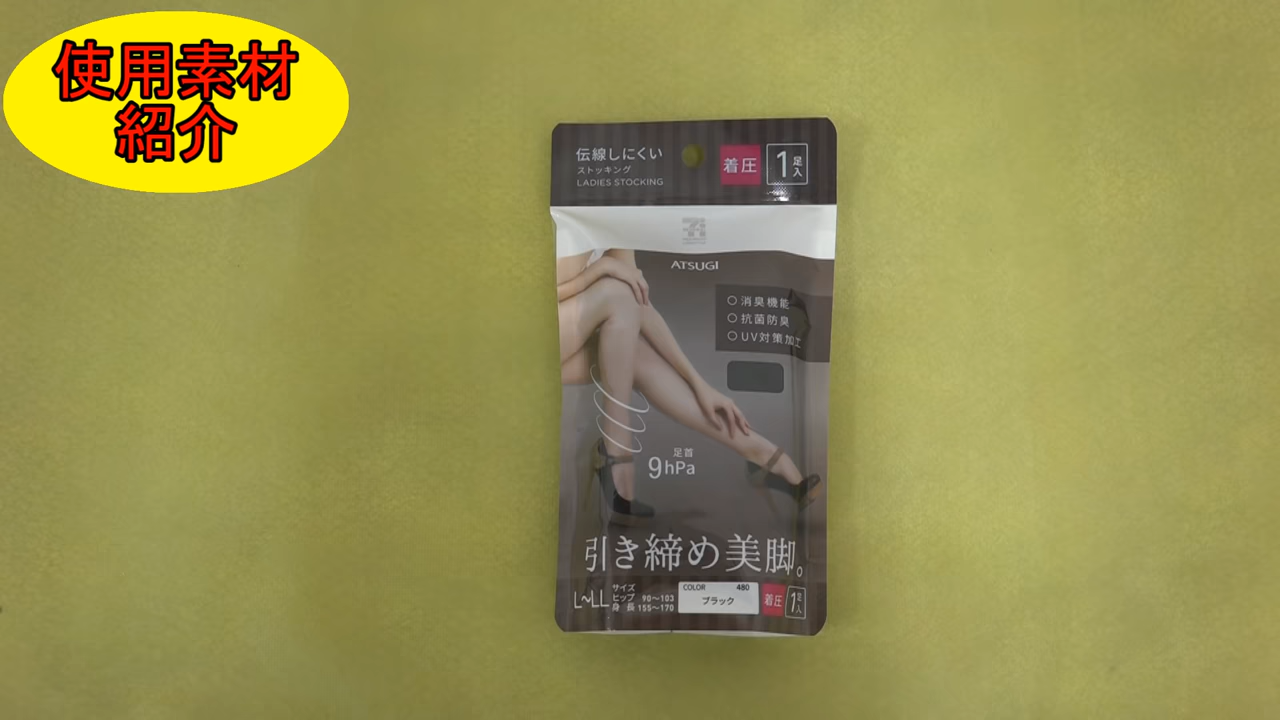 使用素材
紹介
伝線しにくい
ストッキング
LADIES STOCKING
着圧
1足入
ATSUGI
○消臭機能
○抗菌防臭
○UV対策加工
足首
9hPa
引き締め美脚。
L~LL
サイズ
ヒップ 90~103
身長 155~170
COLOR 480
ブラック
着圧
1足入